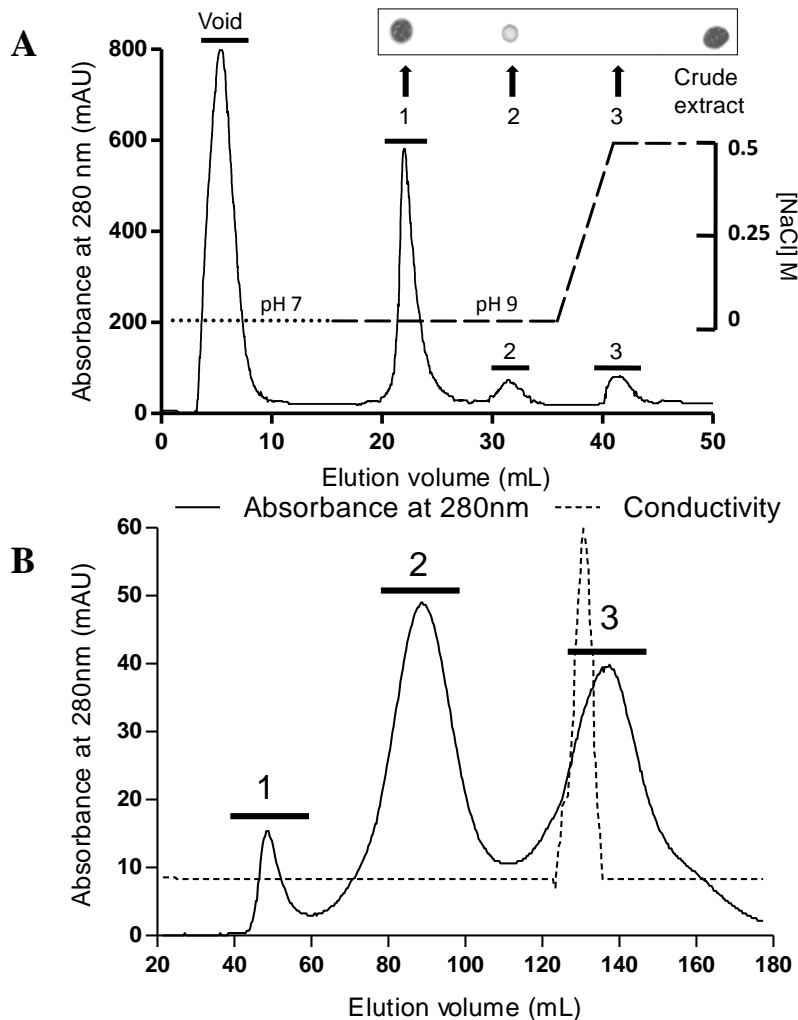 A
Void
Absorbance at 280 nm (mAU)
800
600
400
200
0
1
2
3
Crude
extract
pH 7
pH 9
2
3
0.5
0.25
0
[NaCl] M
0 10 20 30 40 50
Elution volume (mL)
Absorbance at 280nm
Conductivity
B
Absorbance at 280nm (mAU)
60
50
40
30
20
10
0
1
2
3
20 40 60 80 100 120 140 160 180
Elution volume (mL)